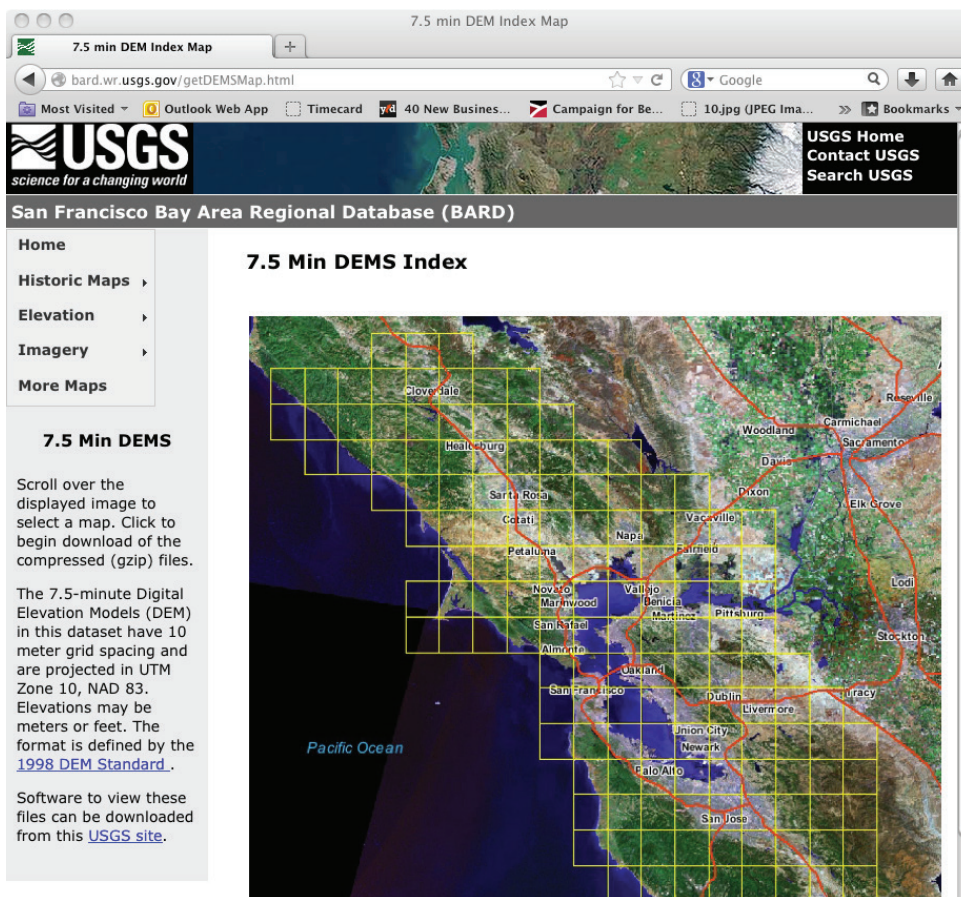 7.5 min DEM Index Map
7.5 min DEM Index Map
bard.wr.usgs.gov/getDEMSMap.html
Google
Most Visited
Outlook Web App
Timecard
40 New Busines...
Campaign for Be...
10.jpg (JPEG Ima...
Bookmarks
USGS
science for a changing world
USGS Home
Contact USGS
Search USGS
San Francisco Bay Area Regional Database (BARD)
Home
Historic Maps
Elevation
Imagery
More Maps
7.5 Min DEMS
Scroll over the
displayed image to
select a map. Click to
begin download of the
compressed (gzip) files.
The 7.5-minute Digital
Elevation Models (DEM)
in this dataset have 10
meter grid spacing and
are projected in UTM
Zone 10, NAD 83.
Elevations may be
meters or feet. The
format is defined by the
1998 DEM Standard .
Software to view these
files can be downloaded
from this USGS site.
7.5 Min DEMS Index
Cloverdale
Roseville
Woodland
Carmichael
Healdsburg
Sacramento
Davis
Santa Rosa
Dixon
Elk Grove
Cotati
Vacaville
Napa
Petaluma
Fairfield
Lodi
Novato
Vallejo
Marinwood
Benicia
Martinez
Pittsburg
San Rafael
Stockton
Almonte
Oakland
San Francisco
Dublin
Tracy
Livermore
Union City
Newark
Pacific Ocean
Palo Alto
San Jose